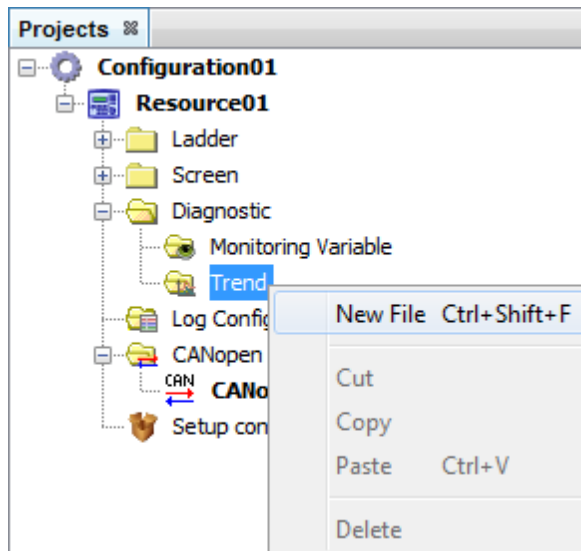 Projects
Configuration01
Resource01
Ladder
Screen
Diagnostic
Monitoring Variable
Trend
New File Ctrl+Shift+F
Log Config
Cut
CANopen
Copy
CAN CANo
Setup con
Paste Ctrl+V
Delete